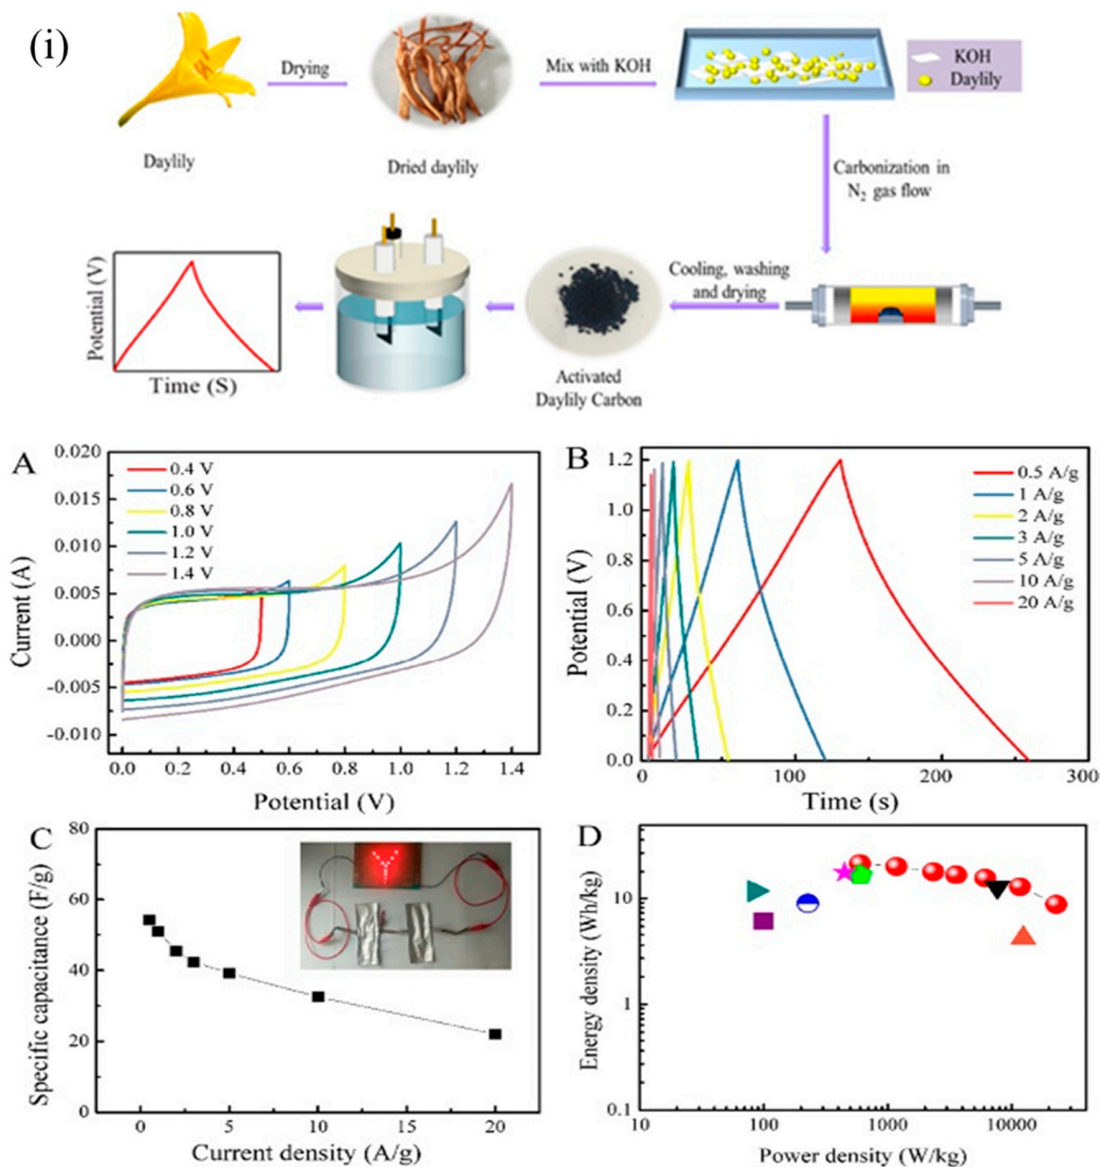 (i)
Drying
Mix with KOH
KOH
Daylily
Daylily
Dried daylily
Carbonization in
N₂ gas flow
Potential (V)
Time (S)
Cooling, washing
and drying
Activated
Daylily Carbon
A
0.020
0.015
0.010
0.005
0.000
-0.005
-0.010
Current (A)
0.4 V
0.6 V
0.8 V
1.0 V
1.2 V
1.4 V
0.0 0.2 0.4 0.6 0.8 1.0 1.2 1.4
Potential (V)
B
1.2
0.9
0.6
0.4
0.2
0.0
Potential (V)
0.5 A/g
1 A/g
2 A/g
3 A/g
5 A/g
10 A/g
20 A/g
0 100 200 300
Time (s)
C
80
60
40
20
0
Specific capacitance (F/g)
0 5 10 15 20
Current density (A/g)
D
10
1
0.1
Energy density (Wh/kg)
10 100 1000 10000
Power density (W/kg)